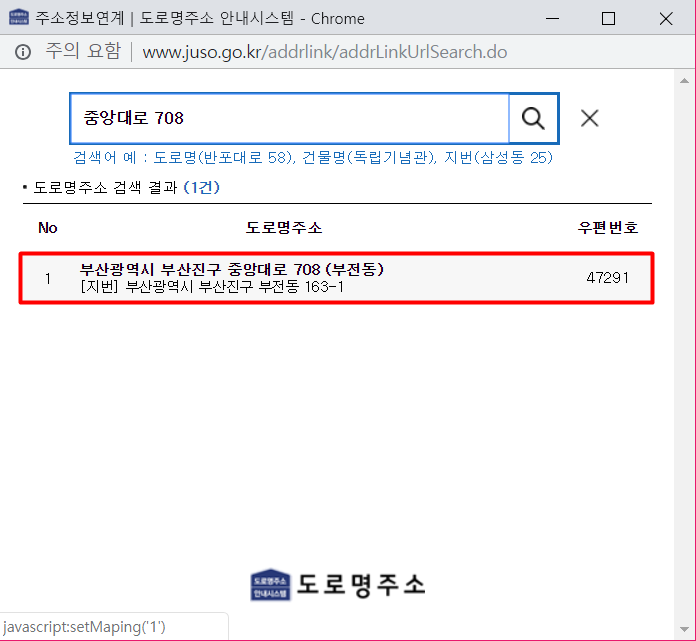 주소정보연계 | 도로명주소 안내시스템 - Chrome
주의 요함 | www.juso.go.kr/addrlink/addrLinkUrlSearch.do
중앙대로 708
검색어 예 : 도로명(반포대로 58), 건물명(독립기념관), 지번(삼성동 25)
• 도로명주소 검색 결과 (1건)
No 도로명주소 우편번호
1 부산광역시 부산진구 중앙대로 708 (부전동) 47291
[지번] 부산광역시 부산진구 부전동 163-1
도로명주소 안내시스템 도로명주소
javascript:setMaping('1')